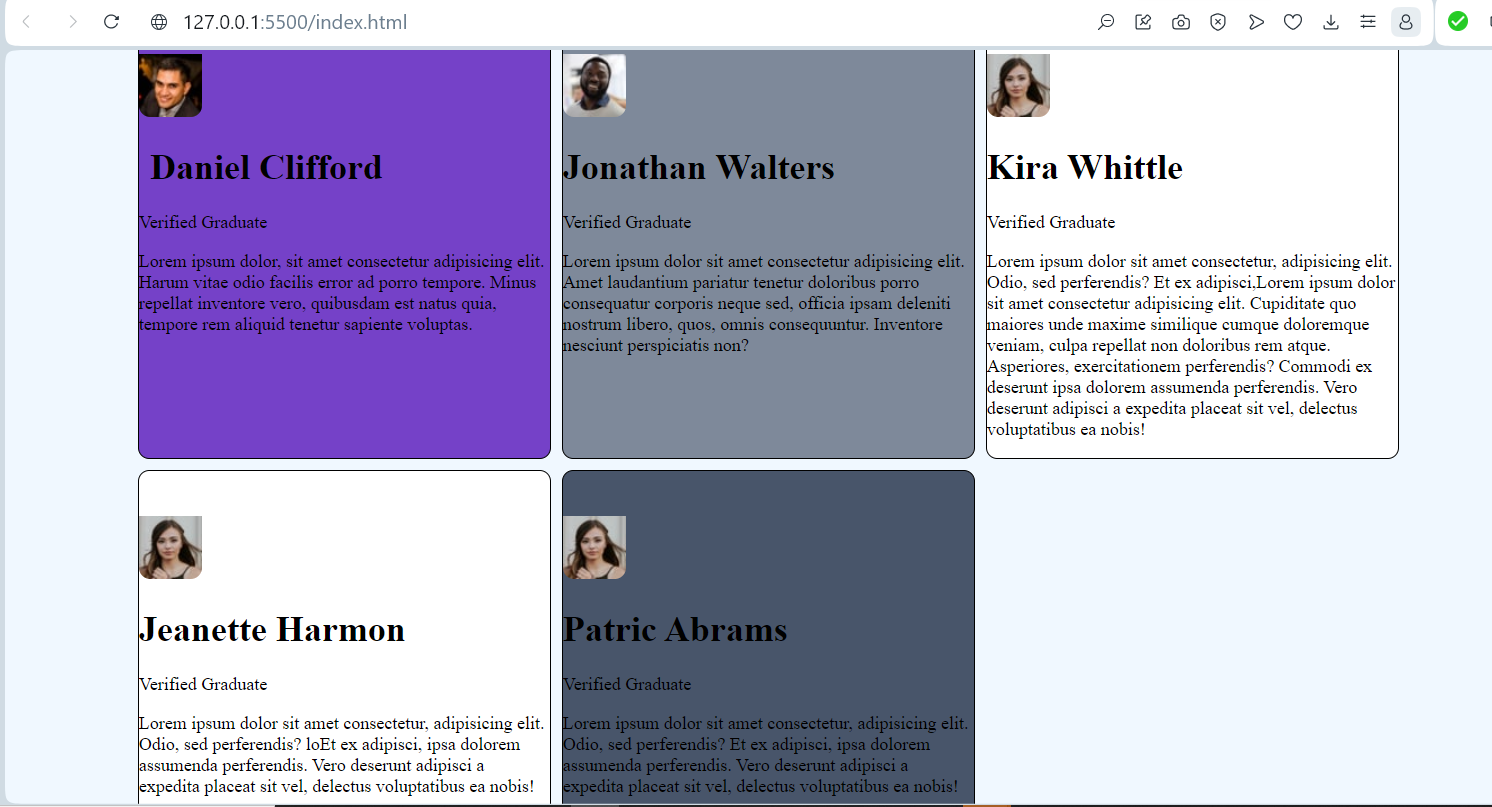 127.0.0.1:5500/index.html
Daniel Clifford
Verified Graduate
Lorem ipsum dolor, sit amet consectetur adipisicing elit.
Harum vitae odio facilis error ad porro tempore. Minus
repellat inventore vero, quibusdam est natus quia,
tempore rem aliquid tenetur sapiente voluptas.
Jonathan Walters
Verified Graduate
Lorem ipsum dolor sit amet consectetur adipisicing elit.
Amet laudantium pariatur tenetur doloribus porro
consequatur corporis neque sed, officia ipsam deleniti
nostrum libero, quos, omnis consequuntur. Inventore
nesciunt perspiciatis non?
Kira Whittle
Verified Graduate
Lorem ipsum dolor sit amet consectetur, adipisicing elit.
Odio, sed perferendis? Et ex adipisci,Lorem ipsum dolor
sit amet consectetur adipisicing elit. Cupiditate quo
maiores unde maxime similique cumque doloremque
veniam, culpa repellat non doloribus rem atque.
Asperiores, exercitationem perferendis? Commodi ex
deserunt ipsa dolorem assumenda perferendis. Vero
deserunt adipisci a expedita placeat sit vel, delectus
voluptatibus ea nobis!
Jeanette Harmon
Verified Graduate
Lorem ipsum dolor sit amet consectetur, adipisicing elit.
Odio, sed perferendis? loEt ex adipisci, ipsa dolorem
assumenda perferendis. Vero deserunt adipisci a
expedita placeat sit vel, delectus voluptatibus ea nobis!
Patric Abrams
Verified Graduate
Lorem ipsum dolor sit amet consectetur, adipisicing elit.
Odio, sed perferendis? Et ex adipisci, ipsa dolorem
assumenda perferendis. Vero deserunt adipisci a
expedita placeat sit vel, delectus voluptatibus ea nobis!